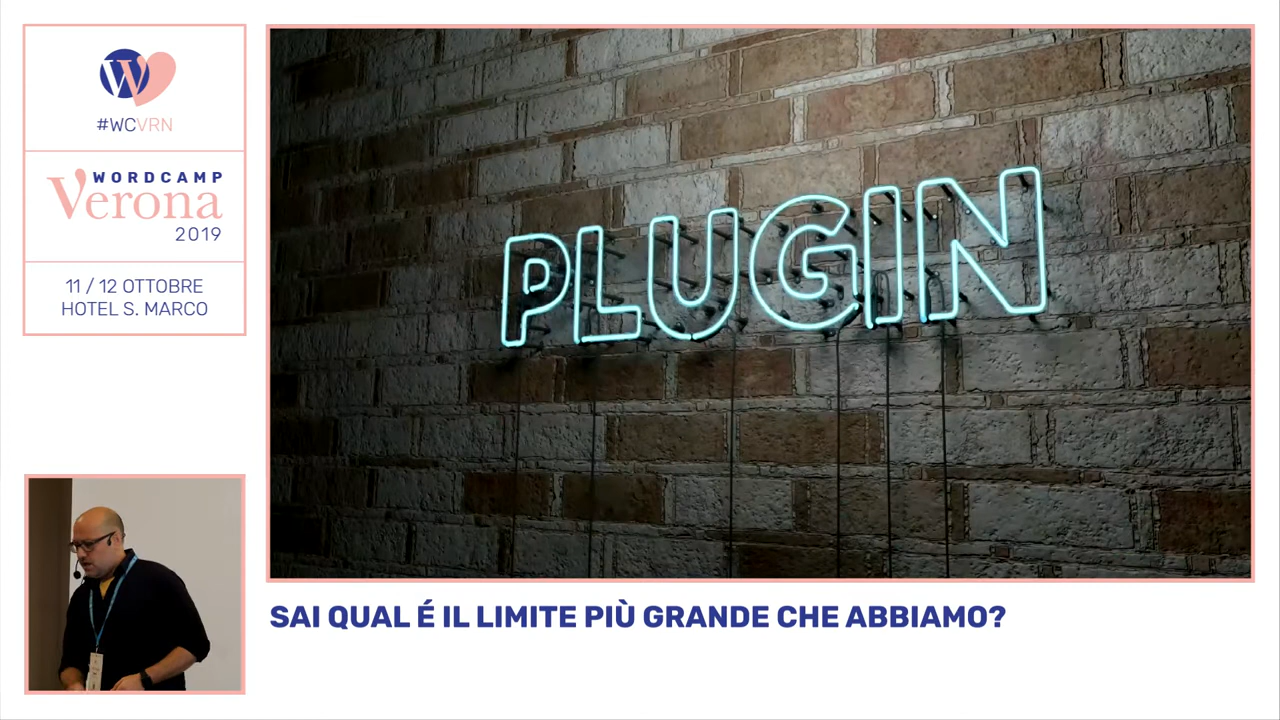 #WCVRN
WORDCAMP
Verona
2019
11 / 12 OTTOBRE
HOTEL S. MARCO
PLUGIN
SAI QUAL É IL LIMITE PIÙ GRANDE CHE ABBIAMO?